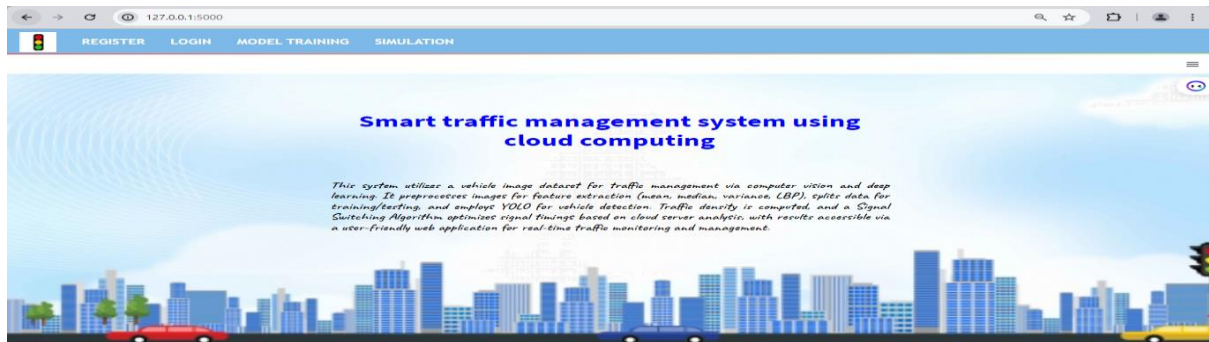 127.0.0.1:5000
REGISTER LOGIN MODEL TRAINING SIMULATION
Smart traffic management system using
cloud computing
This system utilizes a vehicle image dataset for traffic management via computer vision and deep
learning. It preprocesses images for feature extraction (mean, median, variance, LBP), splits data for
training/testing, and employs YOLO for vehicle detection. Traffic density is computed, and a Signal
Switching Algorithm optimizes signal timings based on cloud server analysis, with results accessible via
a user-friendly web application for real-time traffic monitoring and management.